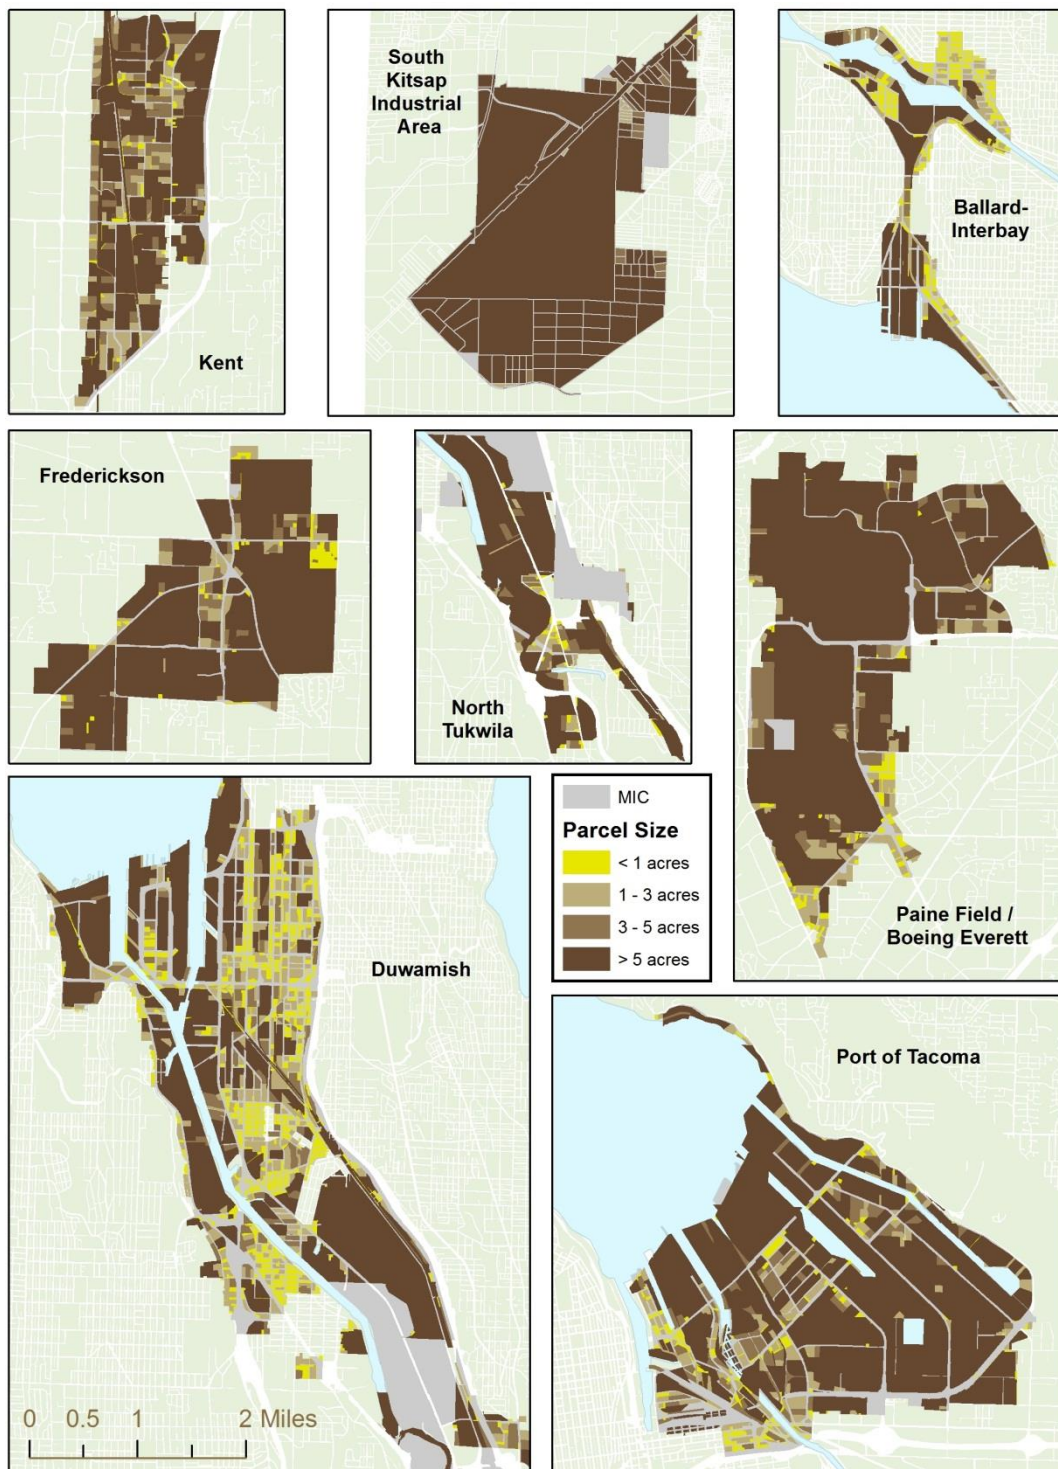 South
Kitsap
Industrial
Area
Ballard-
Interbay
Kent
Frederickson
North
Tukwila
Paine Field /
Boeing Everett
MIC
Parcel Size
< 1 acres
1 - 3 acres
3 - 5 acres
> 5 acres
Duwamish
Port of Tacoma
0 0.5 1 2 Miles